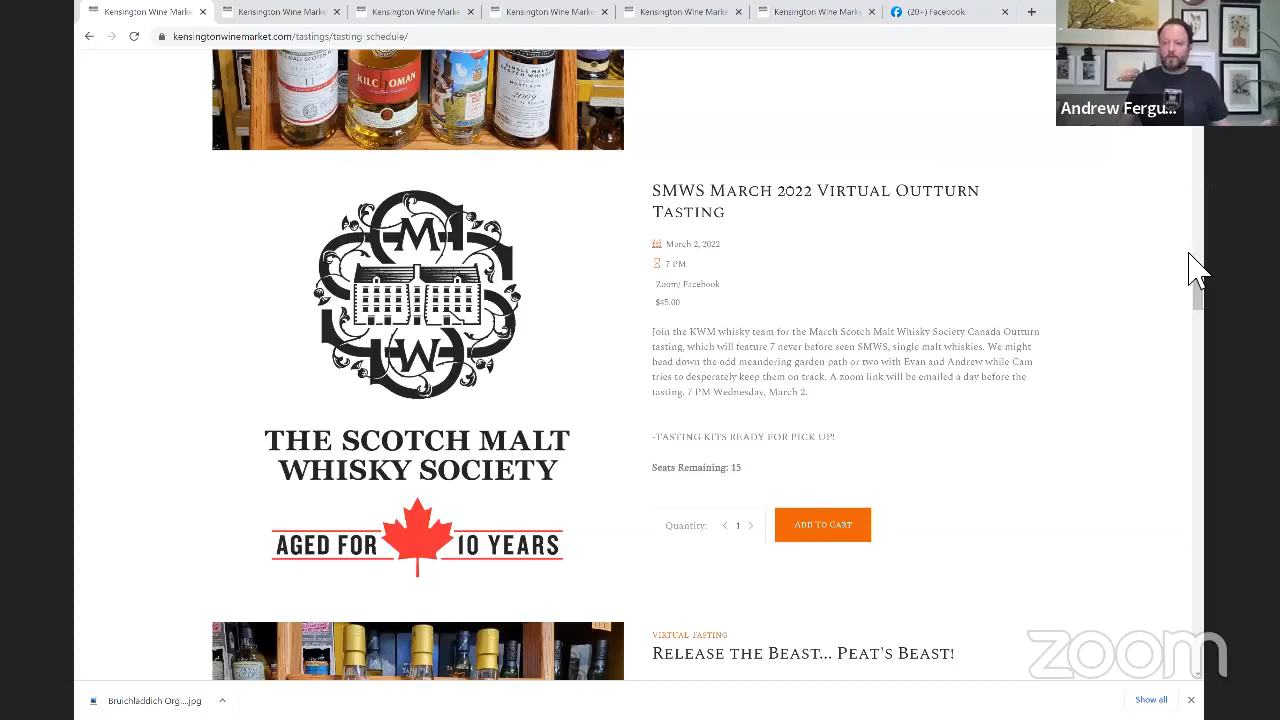 Kensington Wine Marke
Kensington Wine Marke
Kensington Wine Market
Kensington Wine Marke
Kensington Wine Marke
Kensington Wine Marke
(20+) Facebook
kensingtonwinemarket.com/tastings/tasting-schedule/
Andrew Fergu...
KILCHOMAN
SINGLE MALT
SCOTCH WHISKY
MORTLACH
2009
SMWS March 2022 Virtual Outturn
Tasting
March 2, 2022
7 PM
Zoom/ Facebook
$45.00
Join the KWM whisky team for the March Scotch Malt Whisky Society Canada Outturn
tasting, which will feature 7 never before seen SMWS, single malt whiskies. We might
head down the odd meandering garden path or two with Evan and Andrew while Cam
tries to desperately keep them on track. A zoom link will be emailed a day before the
tasting. 7 PM Wednesday, March 2.
-TASTING KITS READY FOR PICK UP!
Seats Remaining: 15
Quantity: 1
Add To Cart
M
W
THE SCOTCH MALT
WHISKY SOCIETY
AGED FOR 10 YEARS
Virtual Tasting
Release the Beast... Peat's Beast!
zoom
Bruichladdich Org....jpg
Show all